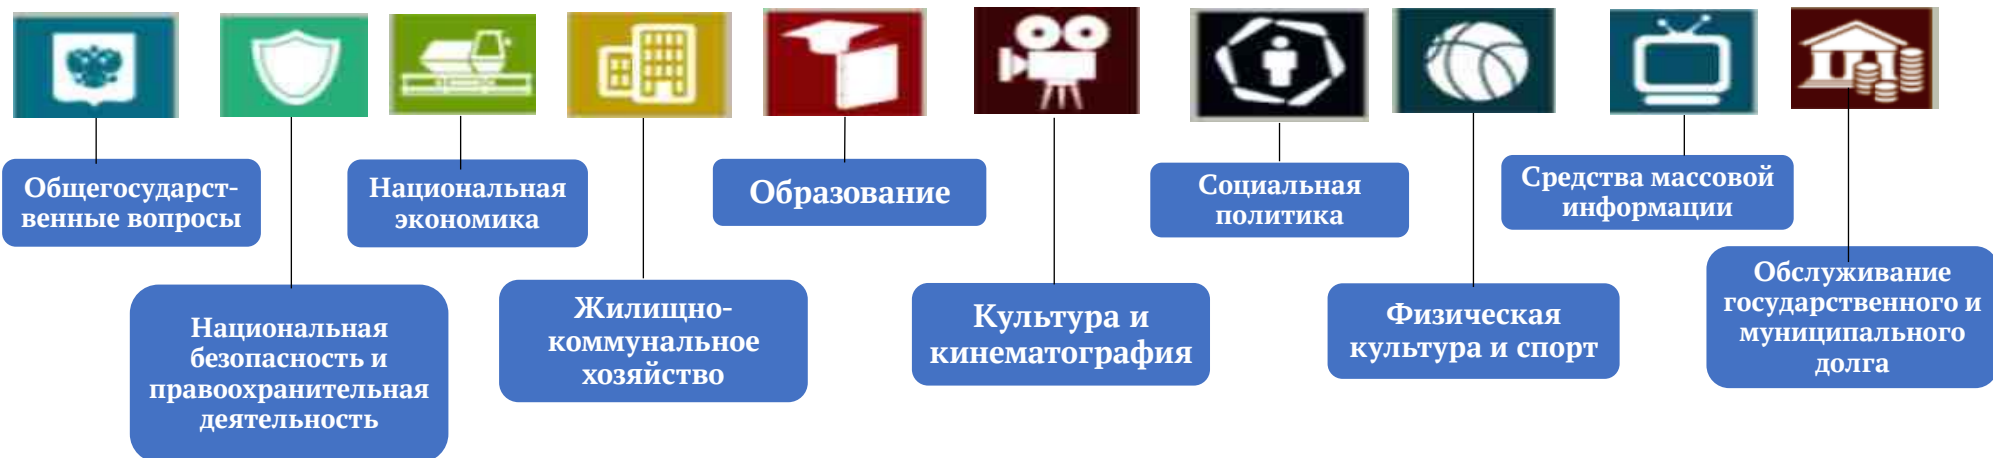 Общегосударст-
венные вопросы
Национальная
безопасность и
правоохранительная
деятельность
Национальная
экономика
Жилищно-
коммунальное
хозяйство
Образование
Культура и
кинематография
Социальная
политика
Физическая
культура и спорт
Средства массовой
информации
Обслуживание
государственного и
муниципального
долга